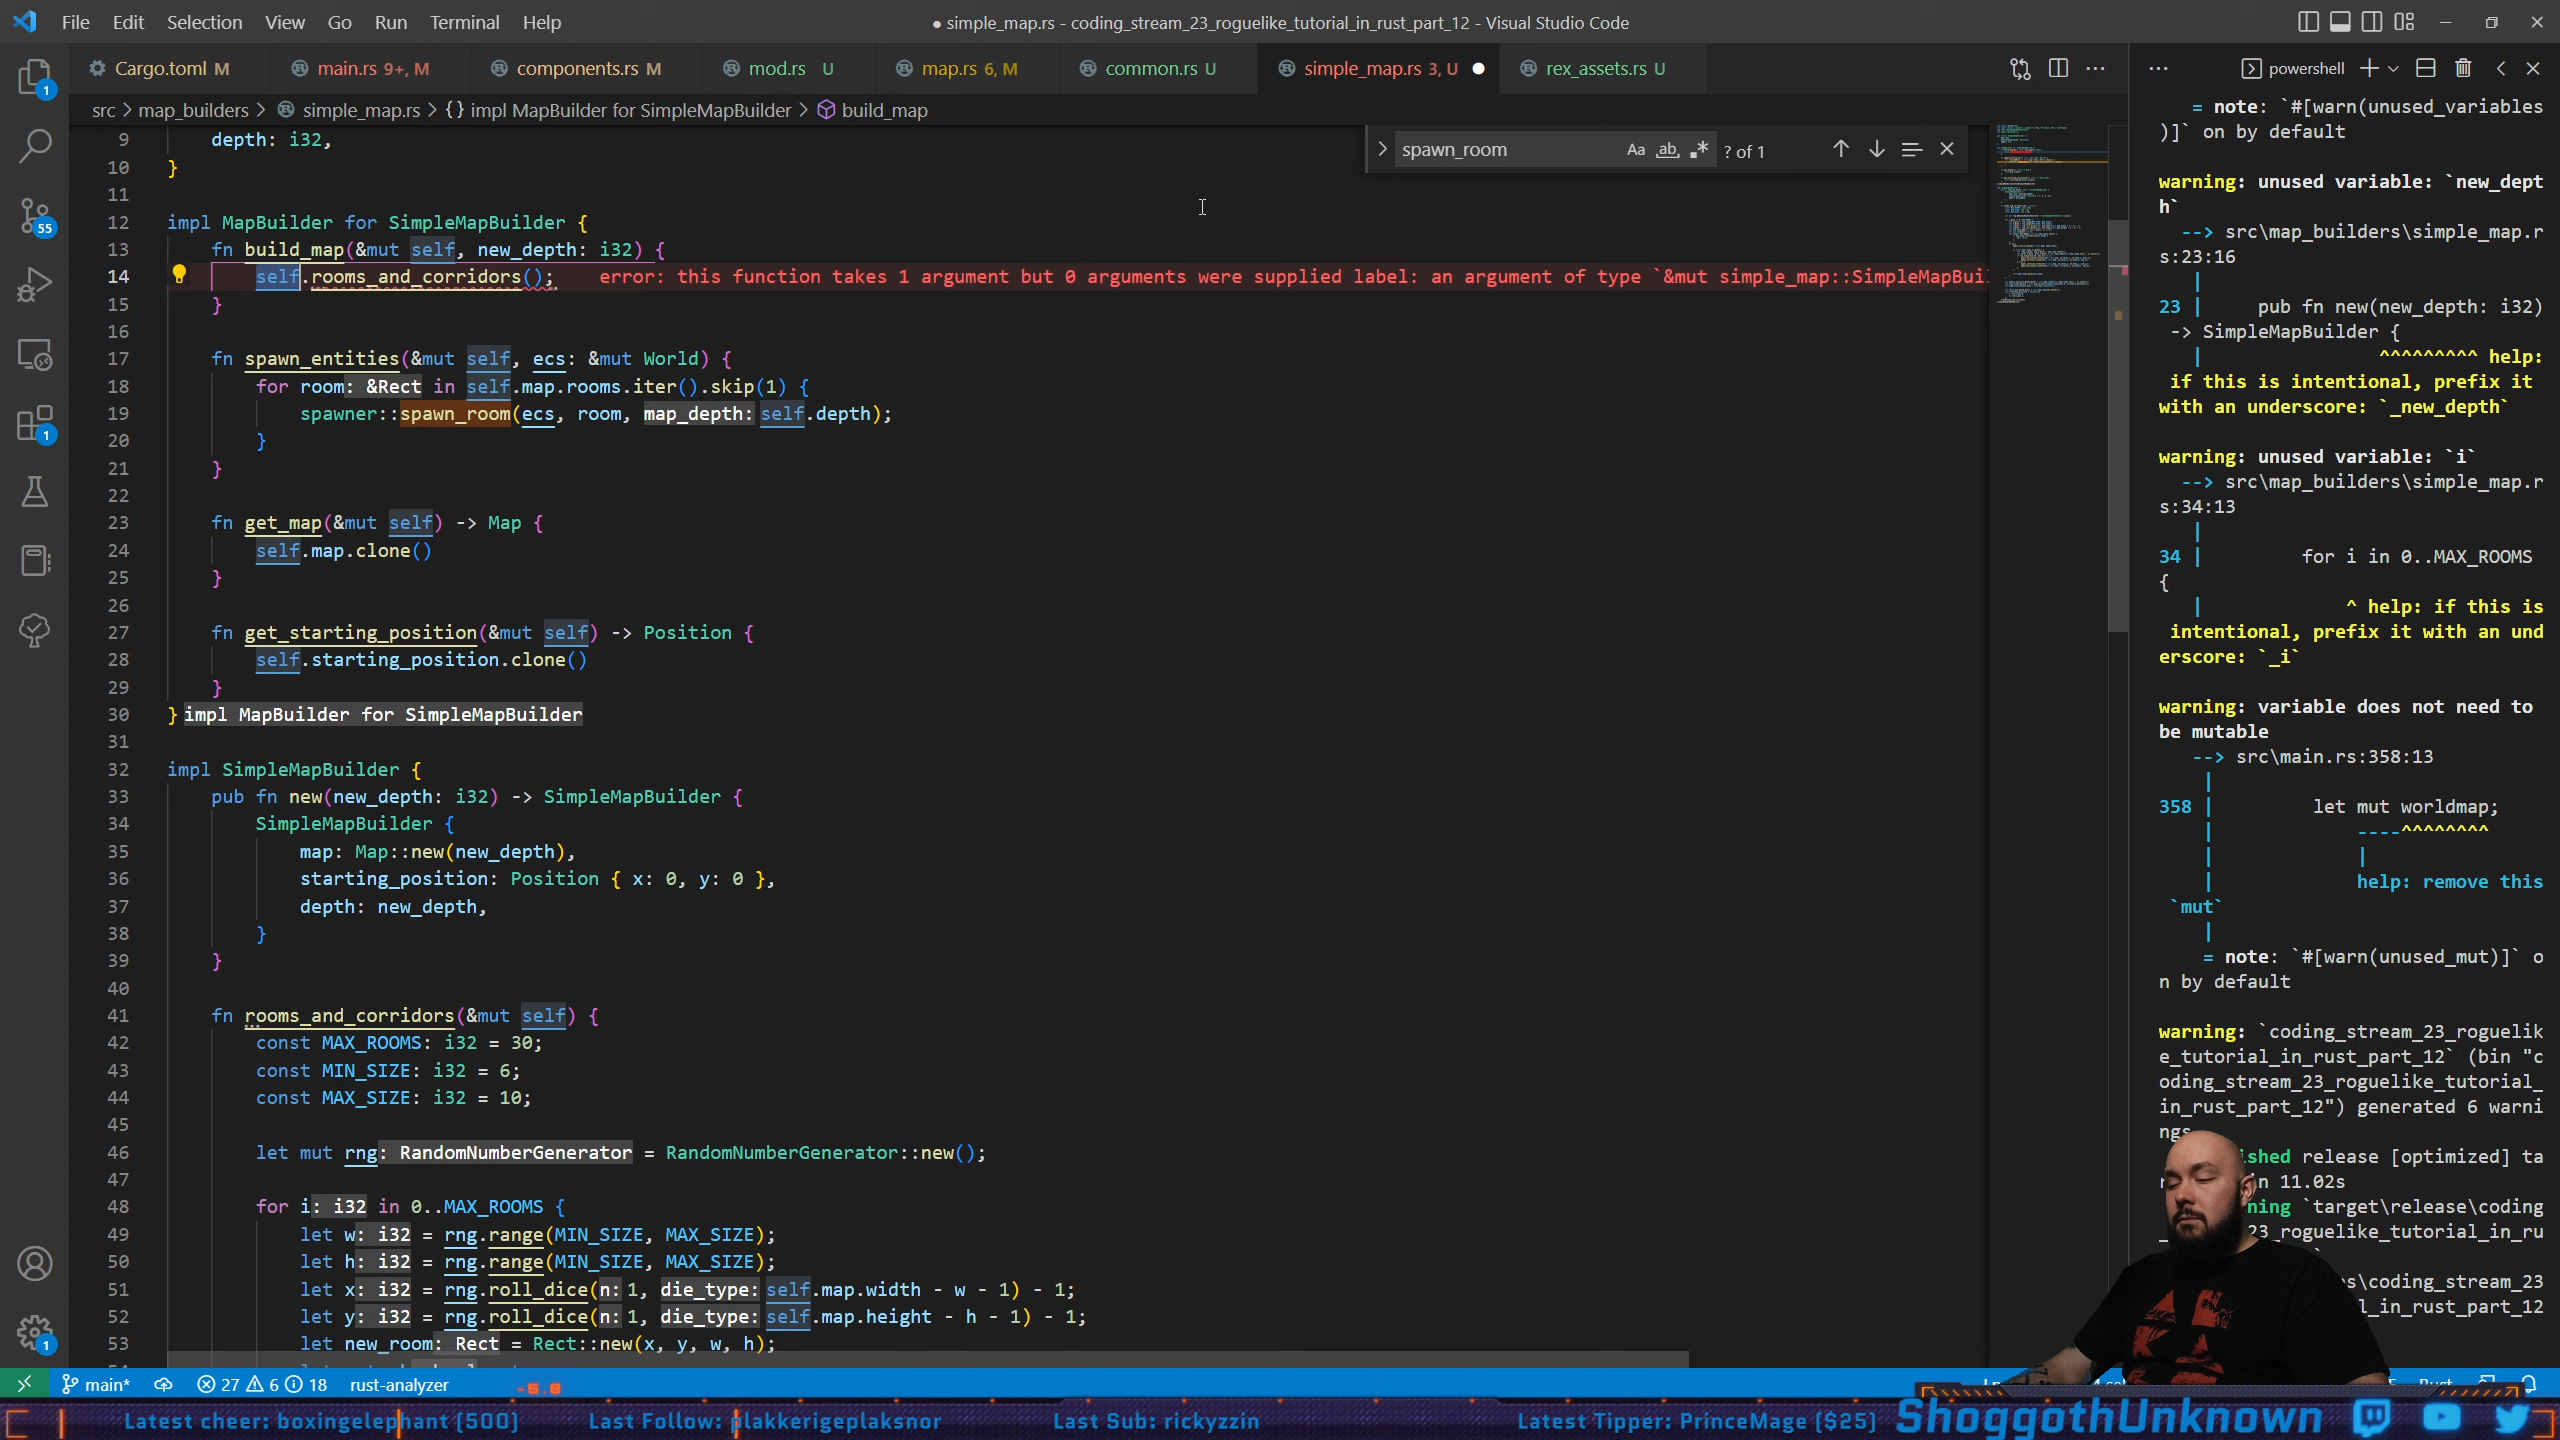 File Edit Selection View Go Run Terminal Help
● simple_map.rs - coding_stream_23_roguelike_tutorial_in_rust_part_12 - Visual Studio Code
Cargo.toml M
main.rs 9+, M
components.rs M
mod.rs U
map.rs 6, M
common.rs U
simple_map.rs 3, U
rex_assets.rs U
powershell
src > map_builders > simple_map.rs > {} impl MapBuilder for SimpleMapBuilder > build_map
spawn_room
Aa ab, .* ? of 1
9 depth: i32,
10 }
11
12 impl MapBuilder for SimpleMapBuilder {
13 fn build_map(&mut self, new_depth: i32) {
14 self.rooms_and_corridors(); error: this function takes 1 argument but 0 arguments were supplied label: an argument of type `&mut simple_map::SimpleMapBuil
15 }
16
17 fn spawn_entities(&mut self, ecs: &mut World) {
18 for room: &Rect in self.map.rooms.iter().skip(1) {
19 spawner::spawn_room(ecs, room, map_depth: self.depth);
20 }
21 }
22
23 fn get_map(&mut self) -> Map {
24 self.map.clone()
25 }
26
27 fn get_starting_position(&mut self) -> Position {
28 self.starting_position.clone()
29 }
30 } impl MapBuilder for SimpleMapBuilder
31
32 impl SimpleMapBuilder {
33 pub fn new(new_depth: i32) -> SimpleMapBuilder {
34 SimpleMapBuilder {
35 map: Map::new(new_depth),
36 starting_position: Position { x: 0, y: 0 },
37 depth: new_depth,
38 }
39 }
40
41 fn rooms_and_corridors(&mut self) {
42 const MAX_ROOMS: i32 = 30;
43 const MIN_SIZE: i32 = 6;
44 const MAX_SIZE: i32 = 10;
45
46 let mut rng: RandomNumberGenerator = RandomNumberGenerator::new();
47
48 for i: i32 in 0..MAX_ROOMS {
49 let w: i32 = rng.range(MIN_SIZE, MAX_SIZE);
50 let h: i32 = rng.range(MIN_SIZE, MAX_SIZE);
51 let x: i32 = rng.roll_dice(n: 1, die_type: self.map.width - w - 1) - 1;
52 let y: i32 = rng.roll_dice(n: 1, die_type: self.map.height - h - 1) - 1;
53 let new_room: Rect = Rect::new(x, y, w, h);
= note: `#[warn(unused_variables
)]` on by default
warning: unused variable: `new_dept
h`
--> src\map_builders\simple_map.r
s:23:16
|
23 | pub fn new(new_depth: i32)
-> SimpleMapBuilder {
| ^^^^^^^^^ help:
if this is intentional, prefix it
with an underscore: `_new_depth`
warning: unused variable: `i`
--> src\map_builders\simple_map.r
s:34:13
|
34 | for i in 0..MAX_ROOMS
{
| ^ help: if this is
intentional, prefix it with an und
erscore: `_i`
warning: variable does not need to
be mutable
--> src\main.rs:358:13
|
358 | let mut worldmap;
| ----^^^^^^^^
| |
| help: remove this
`mut`
|
= note: `#[warn(unused_mut)]` o
n by default
warning: `coding_stream_23_roguelik
e_tutorial_in_rust_part_12` (bin "c
oding_stream_23_roguelike_tutorial_
in_rust_part_12") generated 6 warni
ngs
ished release [optimized] ta
in 11.02s
ning `target\release\coding
23_roguelike_tutorial_in_ru
s\coding_stream_23
l_in_rust_part_12
1
55
1
1
main* 27 6 18 rust-analyzer
-5.0
Latest cheer: boxingelephant (500)
Last Follow: plakkerigeplaksnor
Last Sub: rickyzzin
Latest Tipper: PrinceMage ($25)
ShoggothUnknown